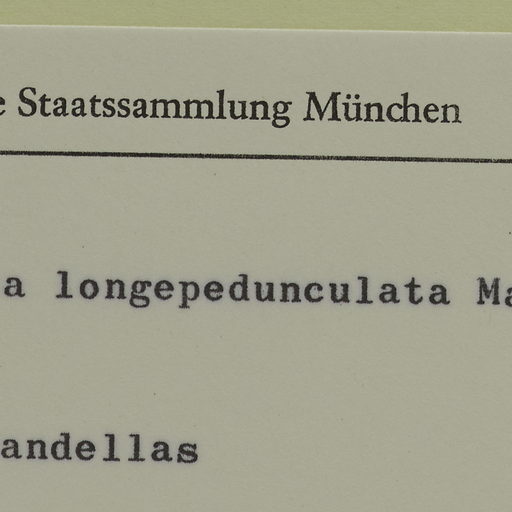 e Staatssammlung München
a longepedunculata Ma
andellas